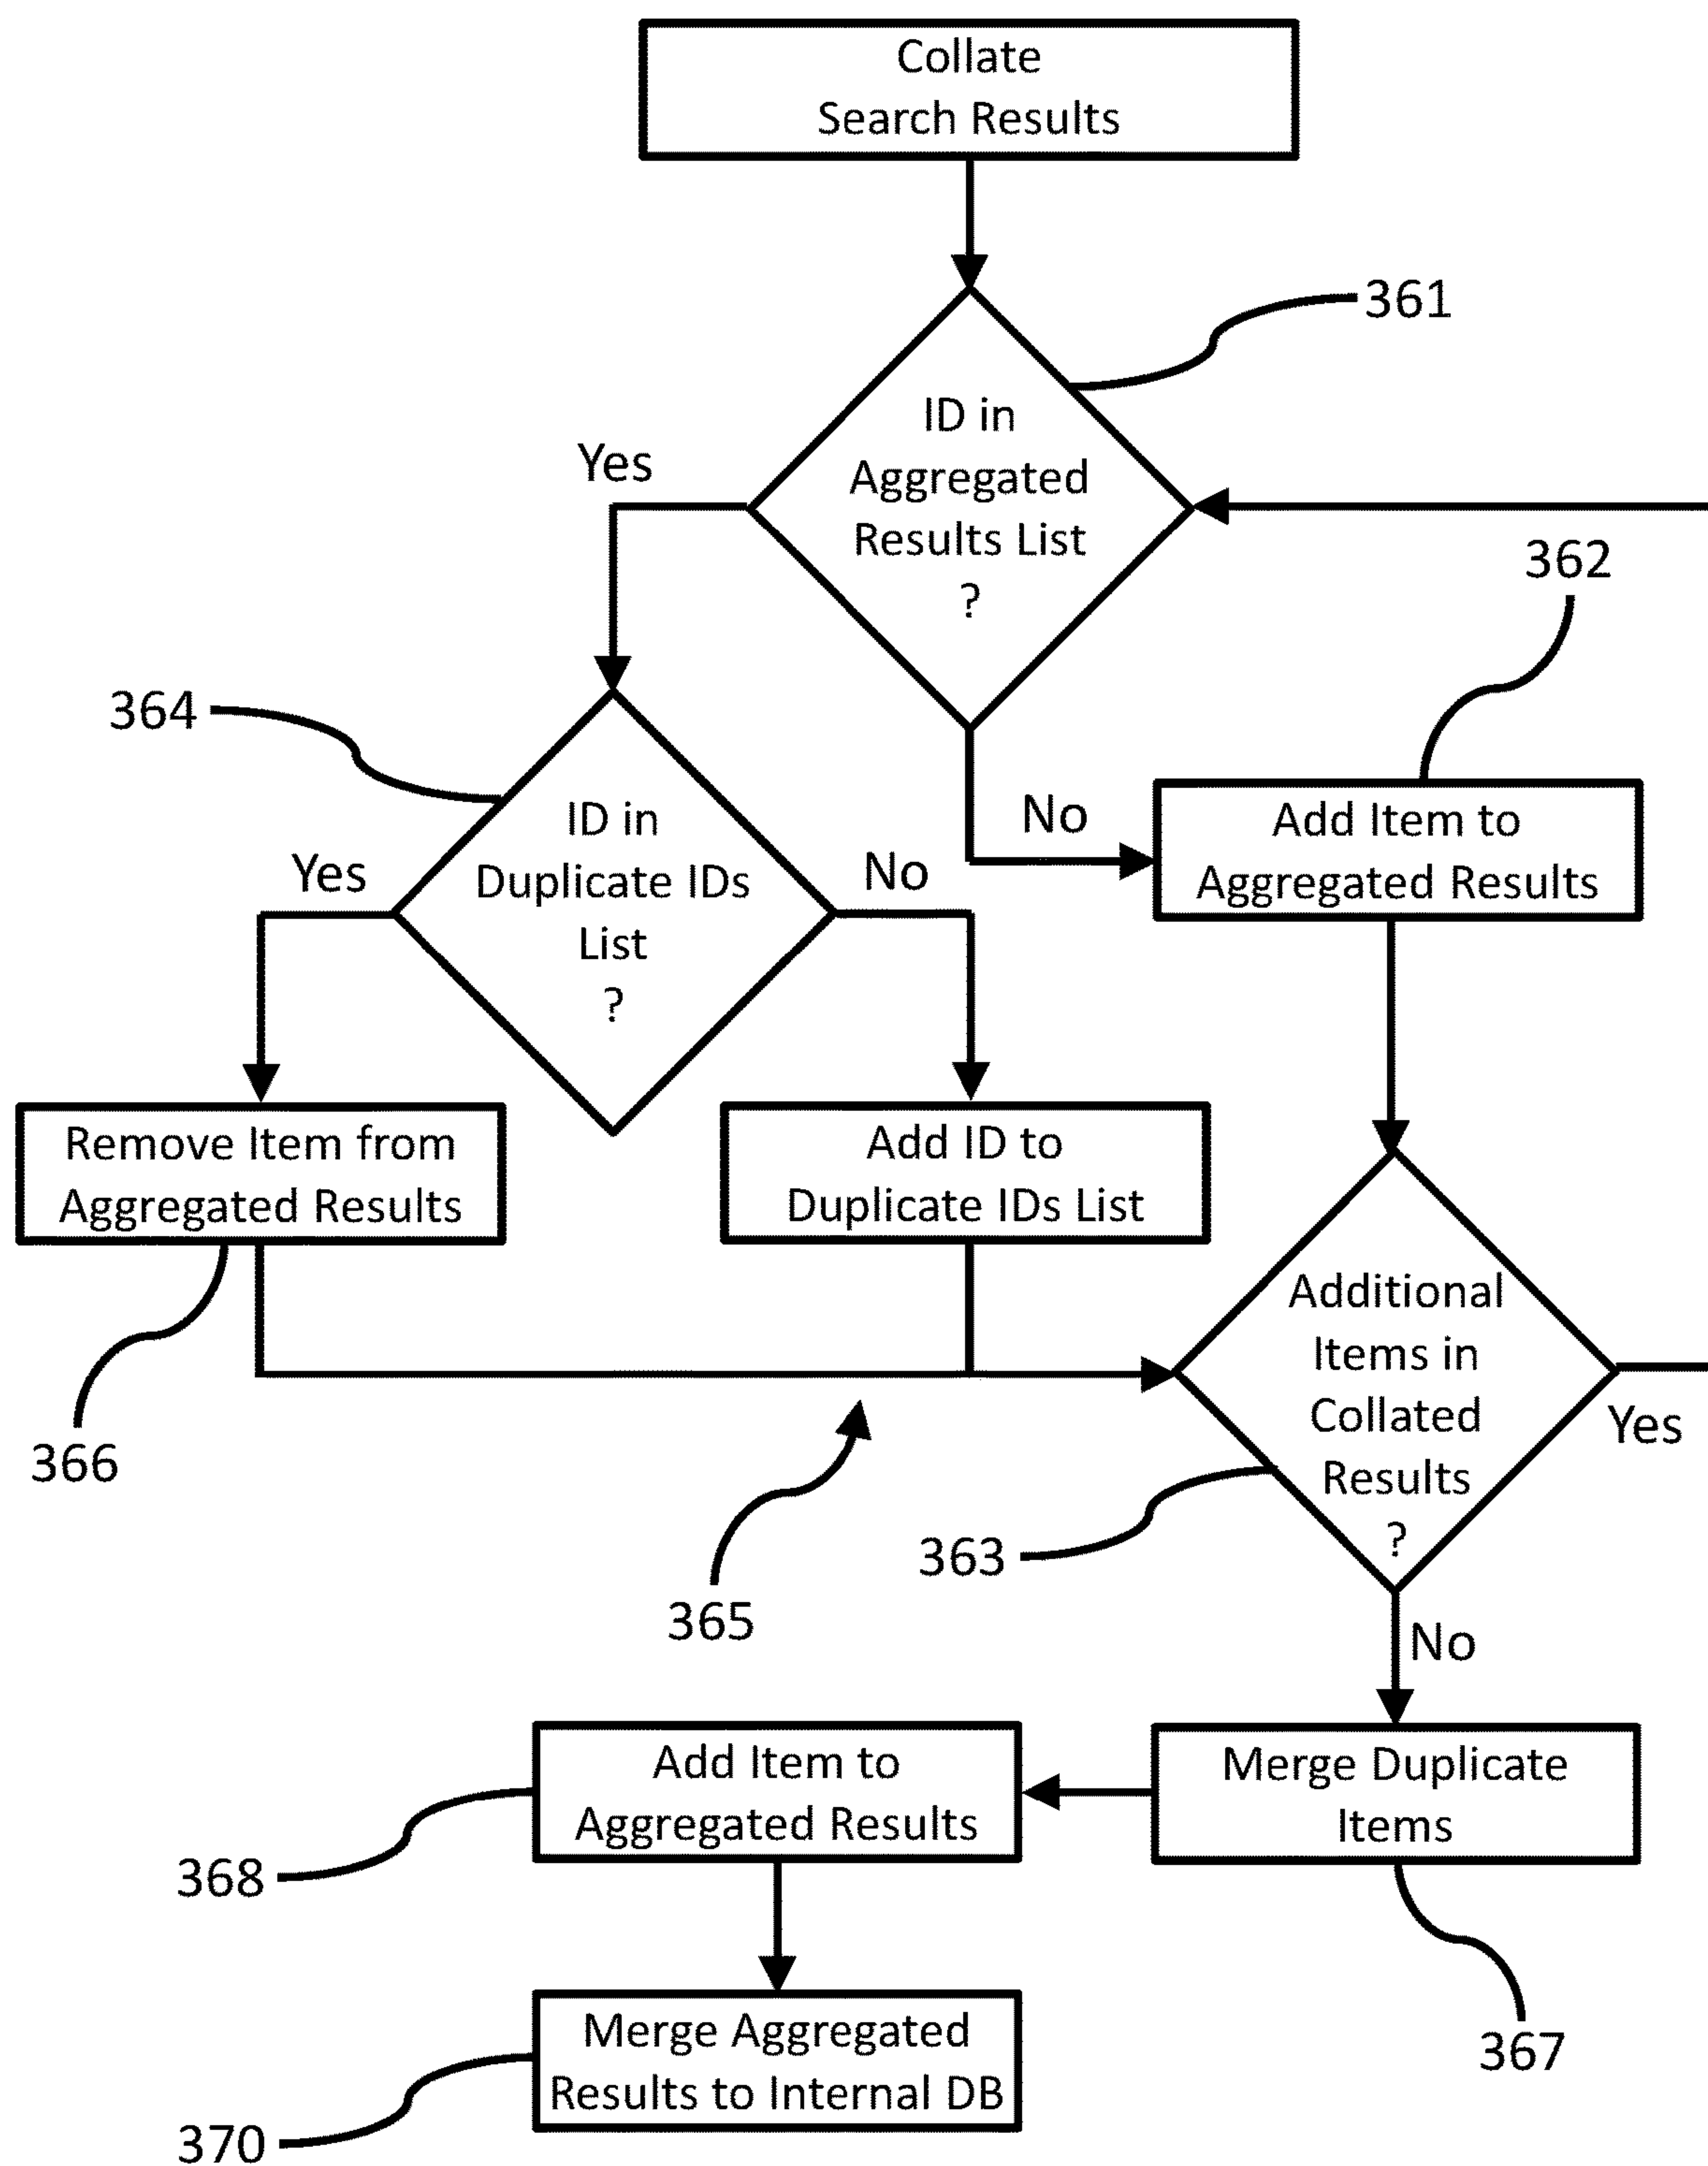 Collate
Search Results
361
ID in
Aggregated
Results List
?
Yes
362
364
No
Add Item to
Aggregated Results
ID in
Duplicate IDs
List
?
Yes
No
Remove Item from
Aggregated Results
Add ID to
Duplicate IDs List
Additional
Items in
Collated
Results
?
Yes
366
363
365
No
Add Item to
Aggregated Results
Merge Duplicate
Items
368
367
Merge Aggregated
Results to Internal DB
370